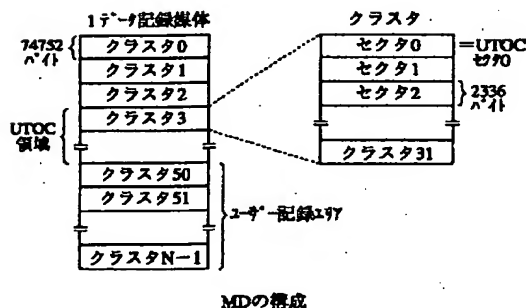 1データ記録媒体
74752
バイト
クラスタ0
クラスタ1
クラスタ2
クラスタ3
UTOC
領域
クラスタ50
クラスタ51
クラスタN-1
ユーザー記録エリア
クラスタ
セクタ0
=UTOC
セクタ0
セクタ1
セクタ2
2336
バイト
クラスタ31
MDの構成